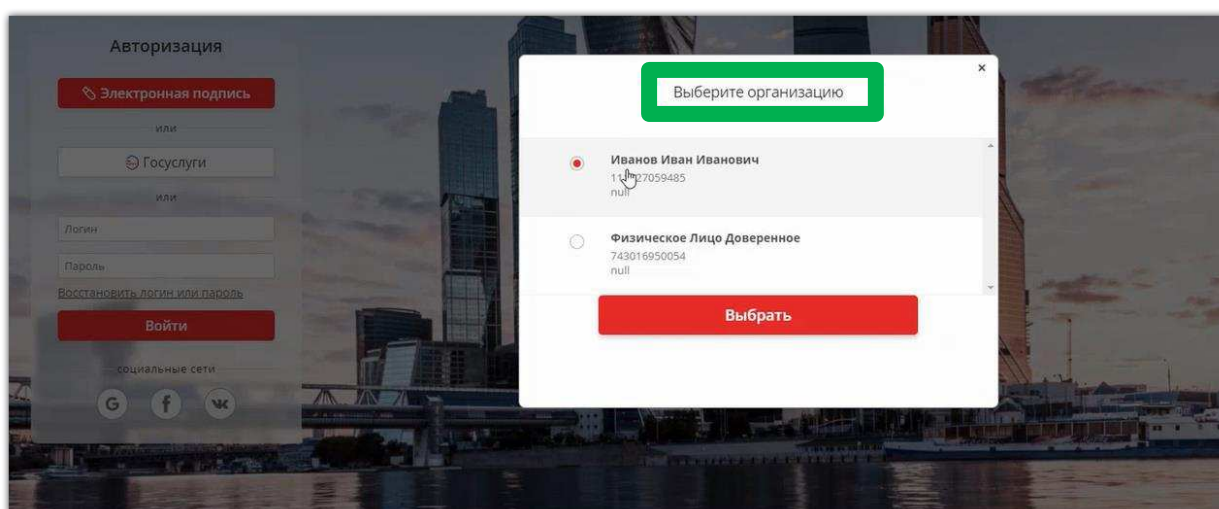 Авторизация
Электронная подпись
или
Госуслуги
или
Логин
Пароль
Восстановить логин или пароль
Войти
социальные сети
Выберите организацию
Иванов Иван Иванович
null
Физическое Лицо Доверенное
743016950054
null
Выбрать